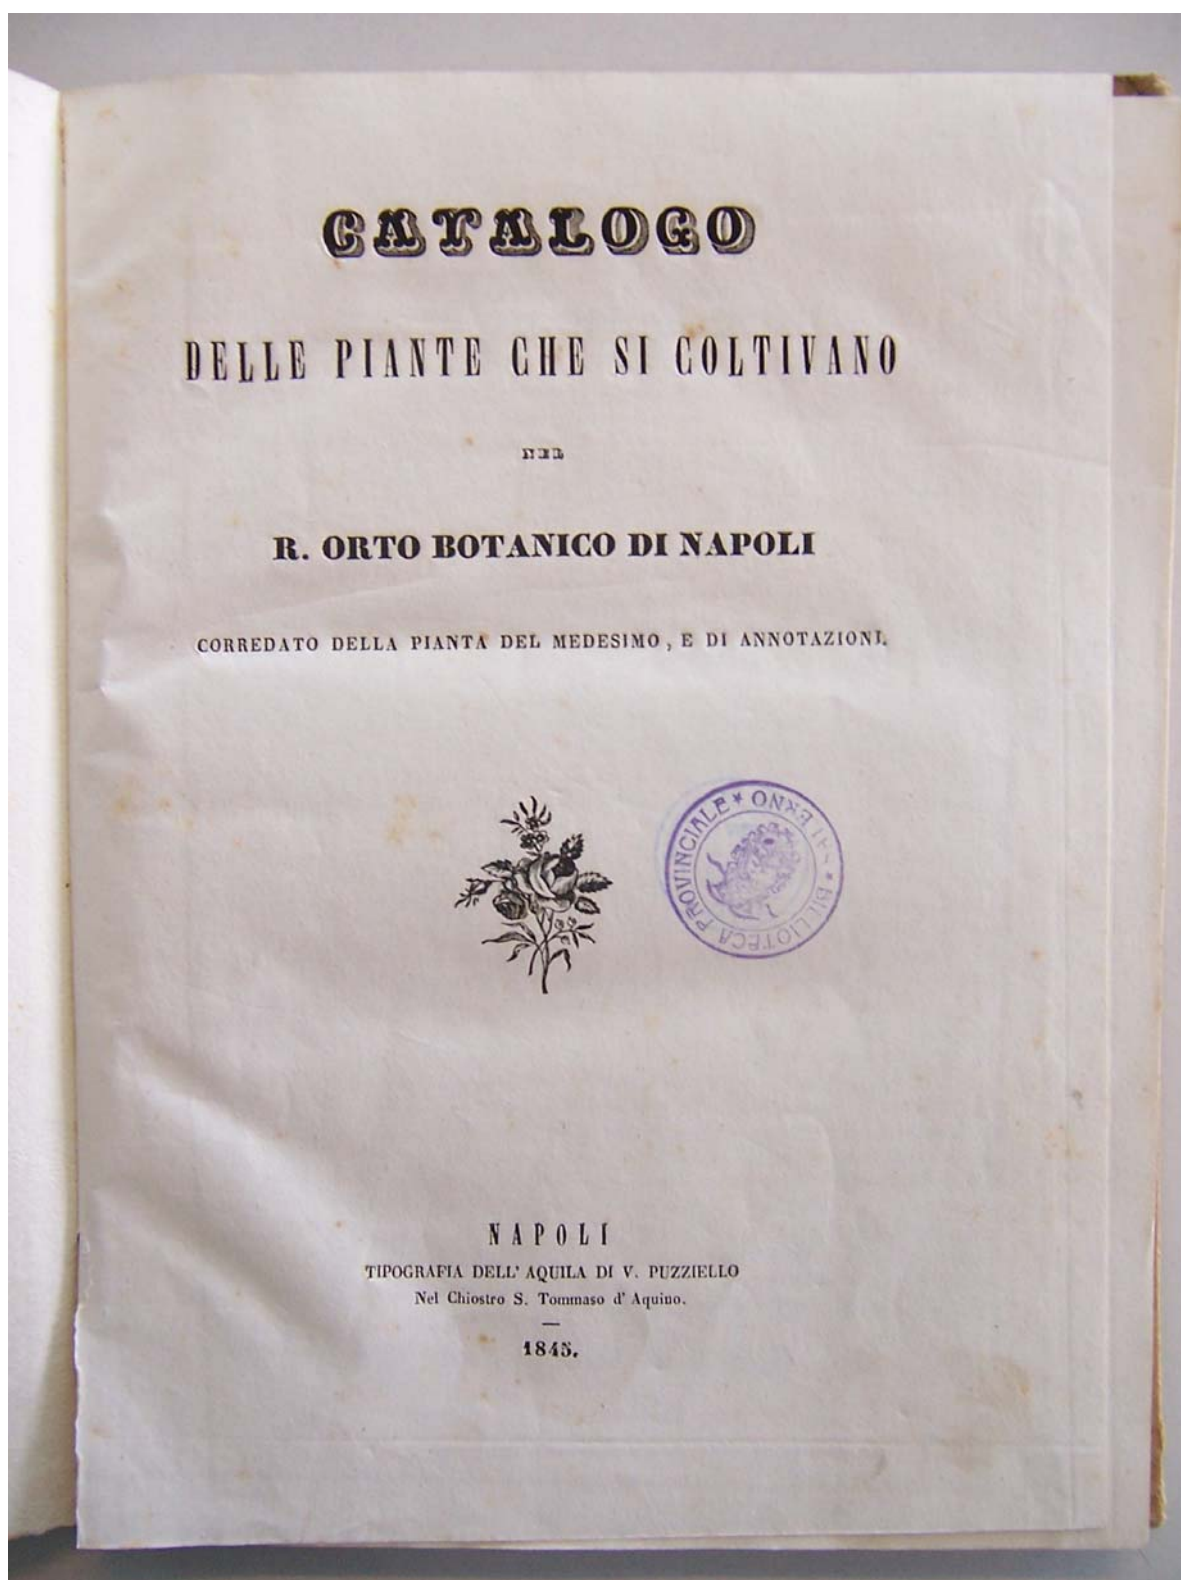 CATALOGO
DELLE PIANTE CHE SI COLTIVANO
NEL
R. ORTO BOTANICO DI NAPOLI
CORREDATO DELLA PIANTA DEL MEDESIMO, E DI ANNOTAZIONI.
BIBLIOTECA PROVINCIALE * SALERNO *
NAPOLI
TIPOGRAFIA DELL' AQUILA DI V. PUZZIELLO
Nel Chiostro S. Tommaso d' Aquino.
1845.